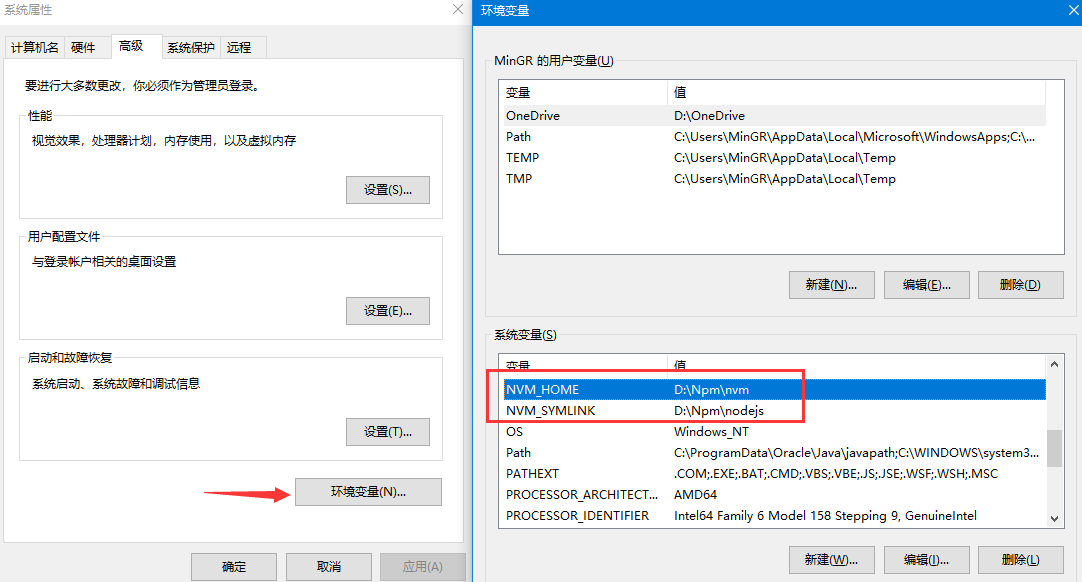 系统属性
计算机名 硬件 高级 系统保护 远程
要进行大多数更改，你必须作为管理员登录。
性能
视觉效果，处理器计划，内存使用，以及虚拟内存
设置(S)...
用户配置文件
与登录帐户相关的桌面设置
设置(E)...
启动和故障恢复
系统启动、系统故障和调试信息
设置(T)...
环境变量(N)...
确定 取消 应用(A)
环境变量
MinGR 的用户变量(U)
变量 值
OneDrive D:\OneDrive
Path C:\Users\MinGR\AppData\Local\Microsoft\WindowsApps;C:\...
TEMP C:\Users\MinGR\AppData\Local\Temp
TMP C:\Users\MinGR\AppData\Local\Temp
新建(N)... 编辑(E)... 删除(D)
系统变量(S)
变量 值
NVM_HOME D:\Npm\nvm
NVM_SYMLINK D:\Npm\nodejs
OS Windows_NT
Path C:\ProgramData\Oracle\Java\javapath;C:\WINDOWS\system3...
PATHEXT .COM;.EXE;.BAT;.CMD;.VBS;.VBE;.JS;.JSE;.WSF;.WSH;.MSC
PROCESSOR_ARCHITECT... AMD64
PROCESSOR_IDENTIFIER Intel64 Family 6 Model 158 Stepping 9, GenuineIntel
新建(W)... 编辑(I)... 删除(L)